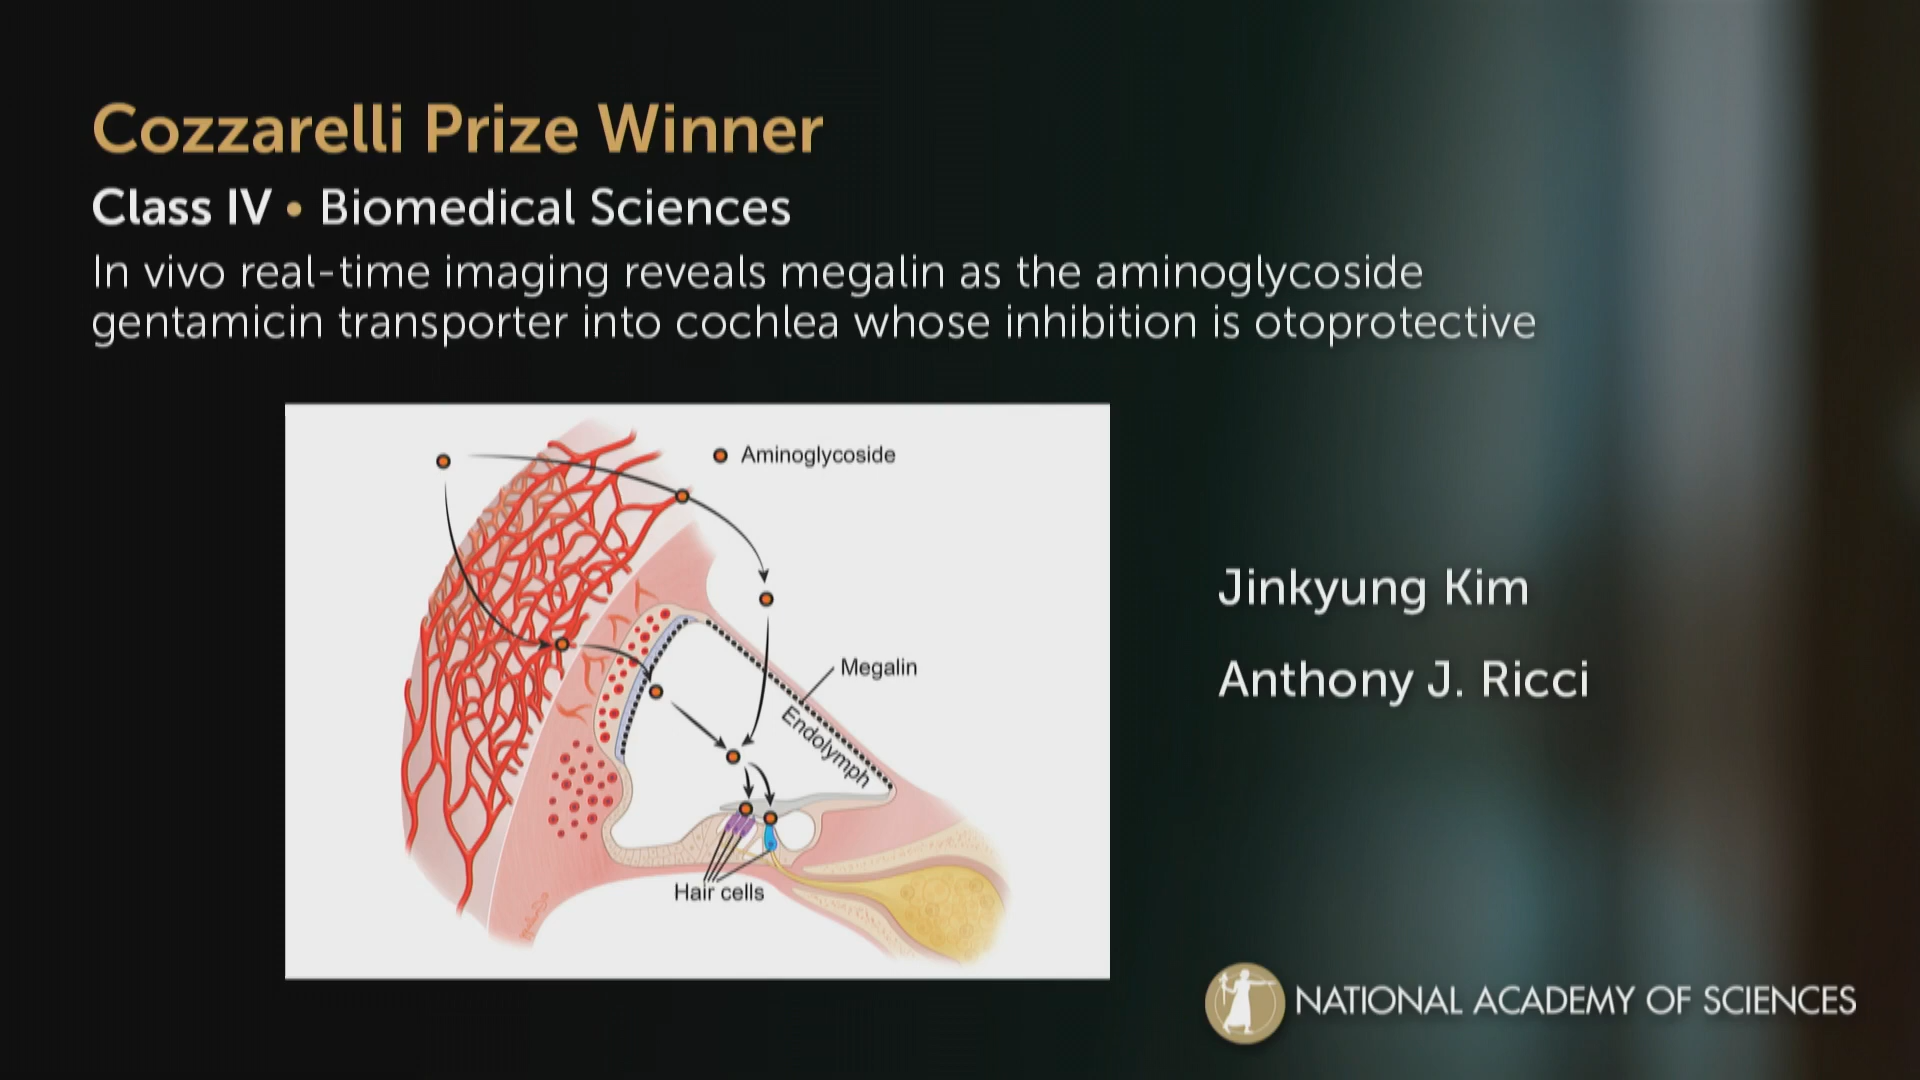 Cozzarelli Prize Winner
Class IV • Biomedical Sciences
In vivo real-time imaging reveals megalin as the aminoglycoside
gentamicin transporter into cochlea whose inhibition is otoprotective
Aminoglycoside
Megalin
Endolymph
Hair cells
Jinkyung Kim
Anthony J. Ricci
NATIONAL ACADEMY OF SCIENCES